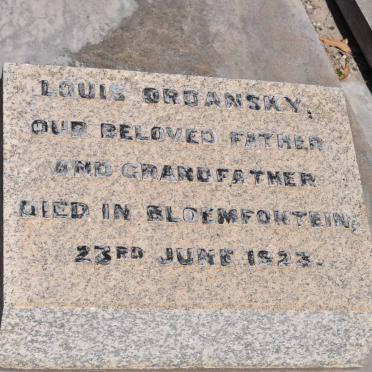 LOUIS ORDANSKY,
OUR BELOVED FATHER
AND GRANDFATHER
DIED IN BLOEMFONTEIN,
23RD JUNE 1923.